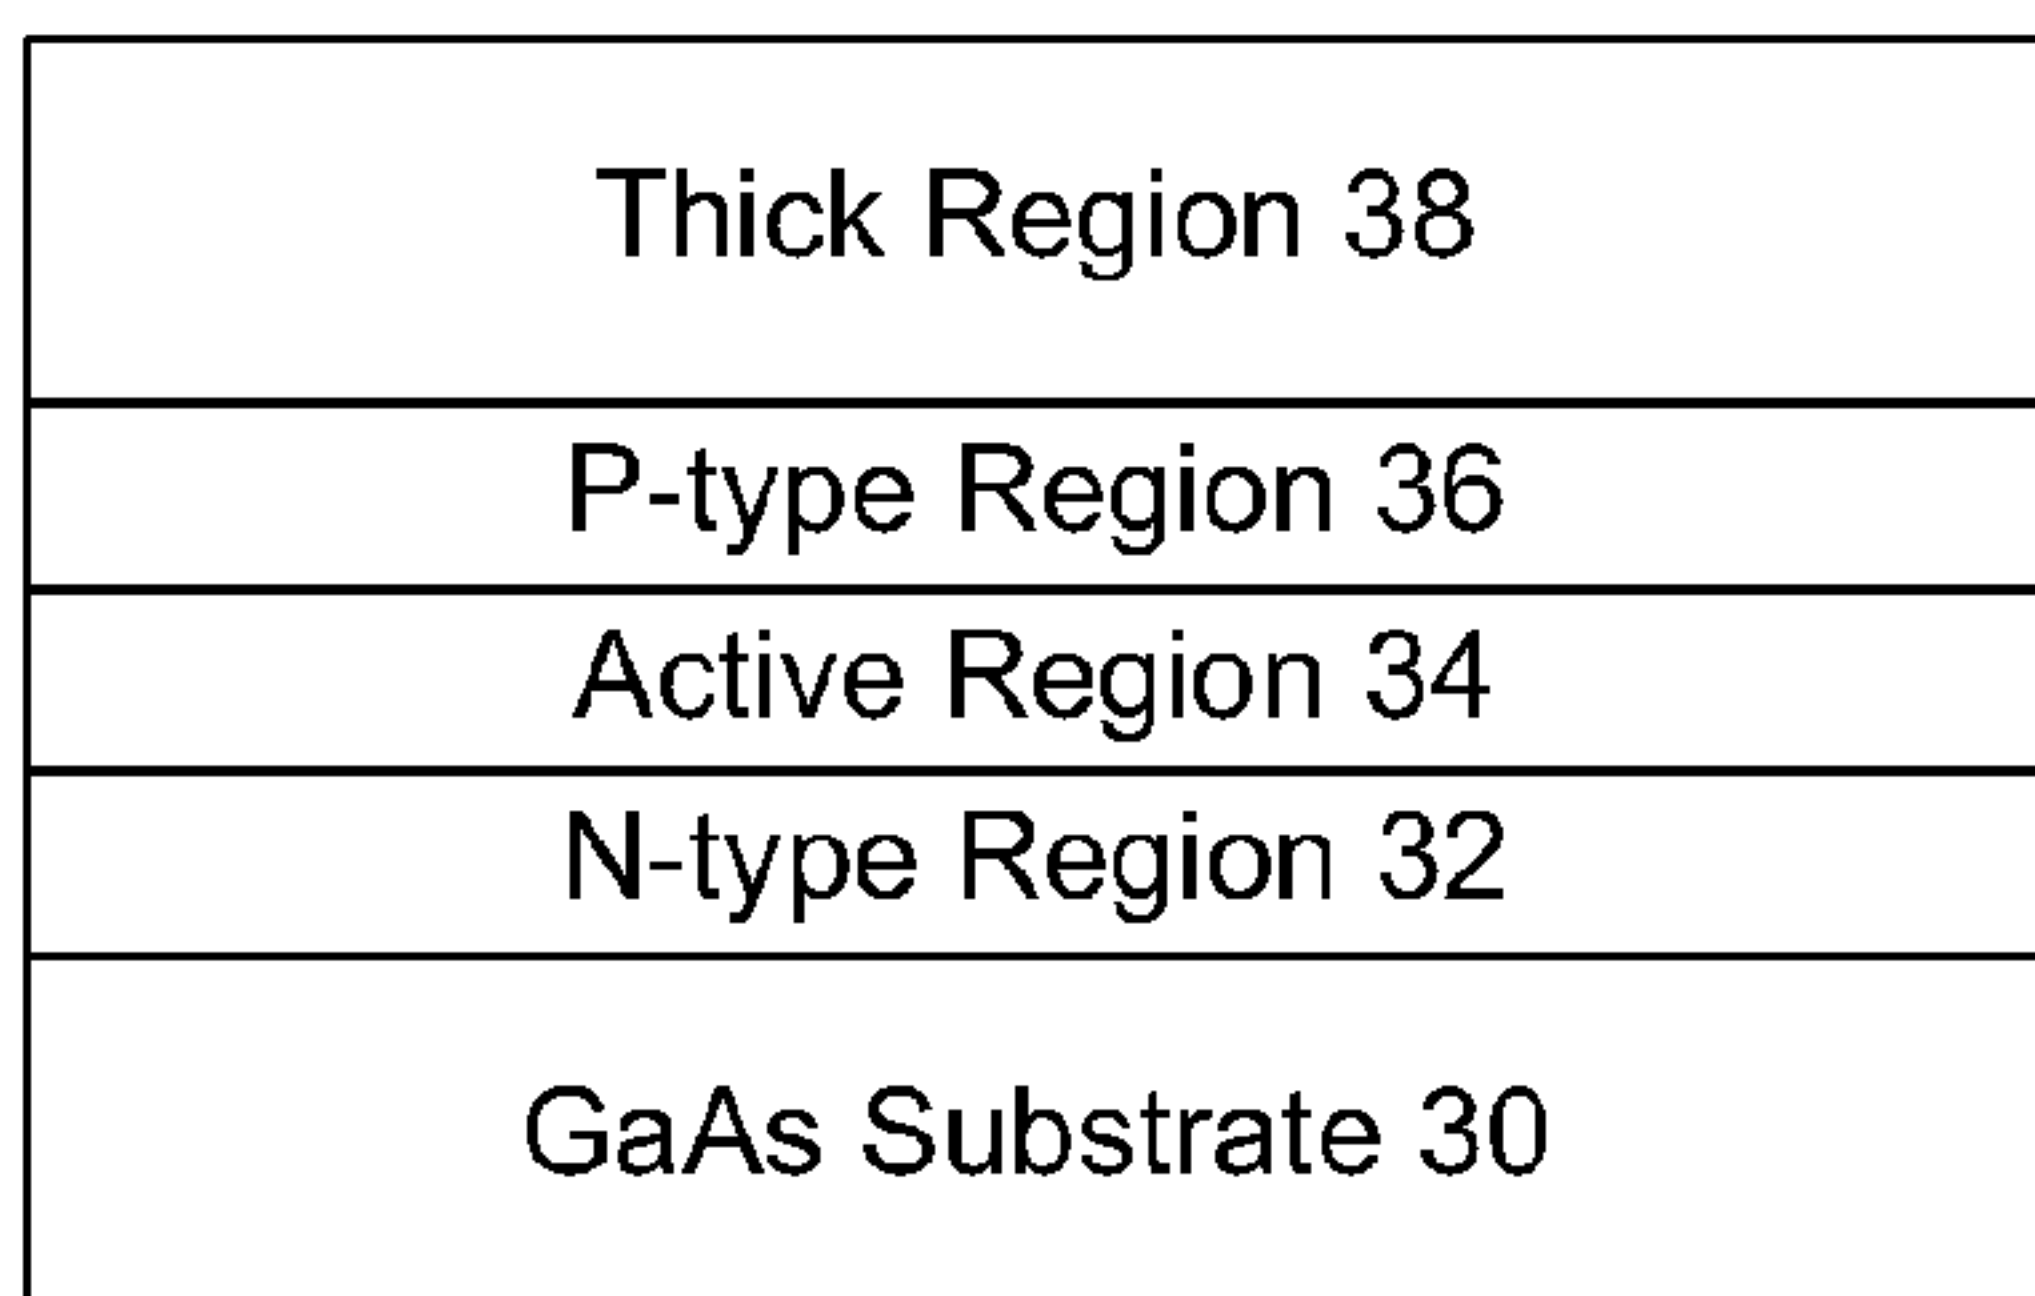 Thick Region 38
P-type Region 36
Active Region 34
N-type Region 32
GaAs Substrate 30